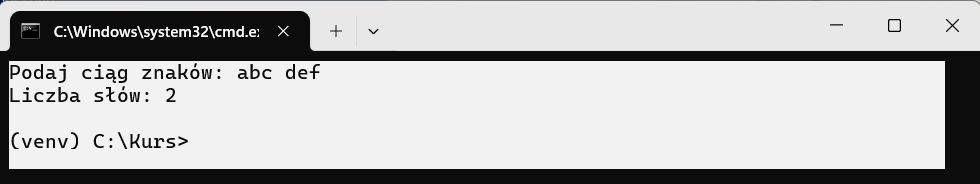 C:\Windows\system32\cmd.e
Podaj ciąg znaków: abc def
Liczba słów: 2
(venv) C:\Kurs>